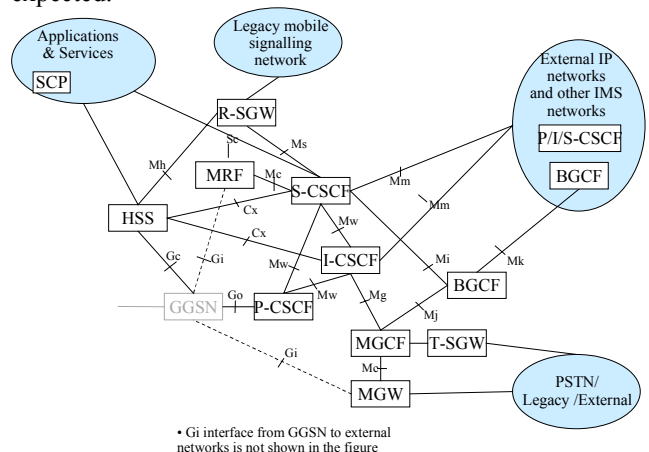 expected.
Applications
& Services
SCP
Legacy mobile
signalling
network
External IP
networks
and other IMS
networks
P/I/S-CSCF
BGCF
R-SGW
Sc
Ms
Mh
MRF
Mc
S-CSCF
Mm
Mm
HSS
Cx
Cx
Mw
I-CSCF
Gc
Gi
Mw
Mw
Mi
Mk
BGCF
GGSN
Go
P-CSCF
Mg
Mj
MGCF
T-SGW
Gi
Mc
MGW
PSTN/
Legacy /External
• Gi interface from GGSN to external
networks is not shown in the figure